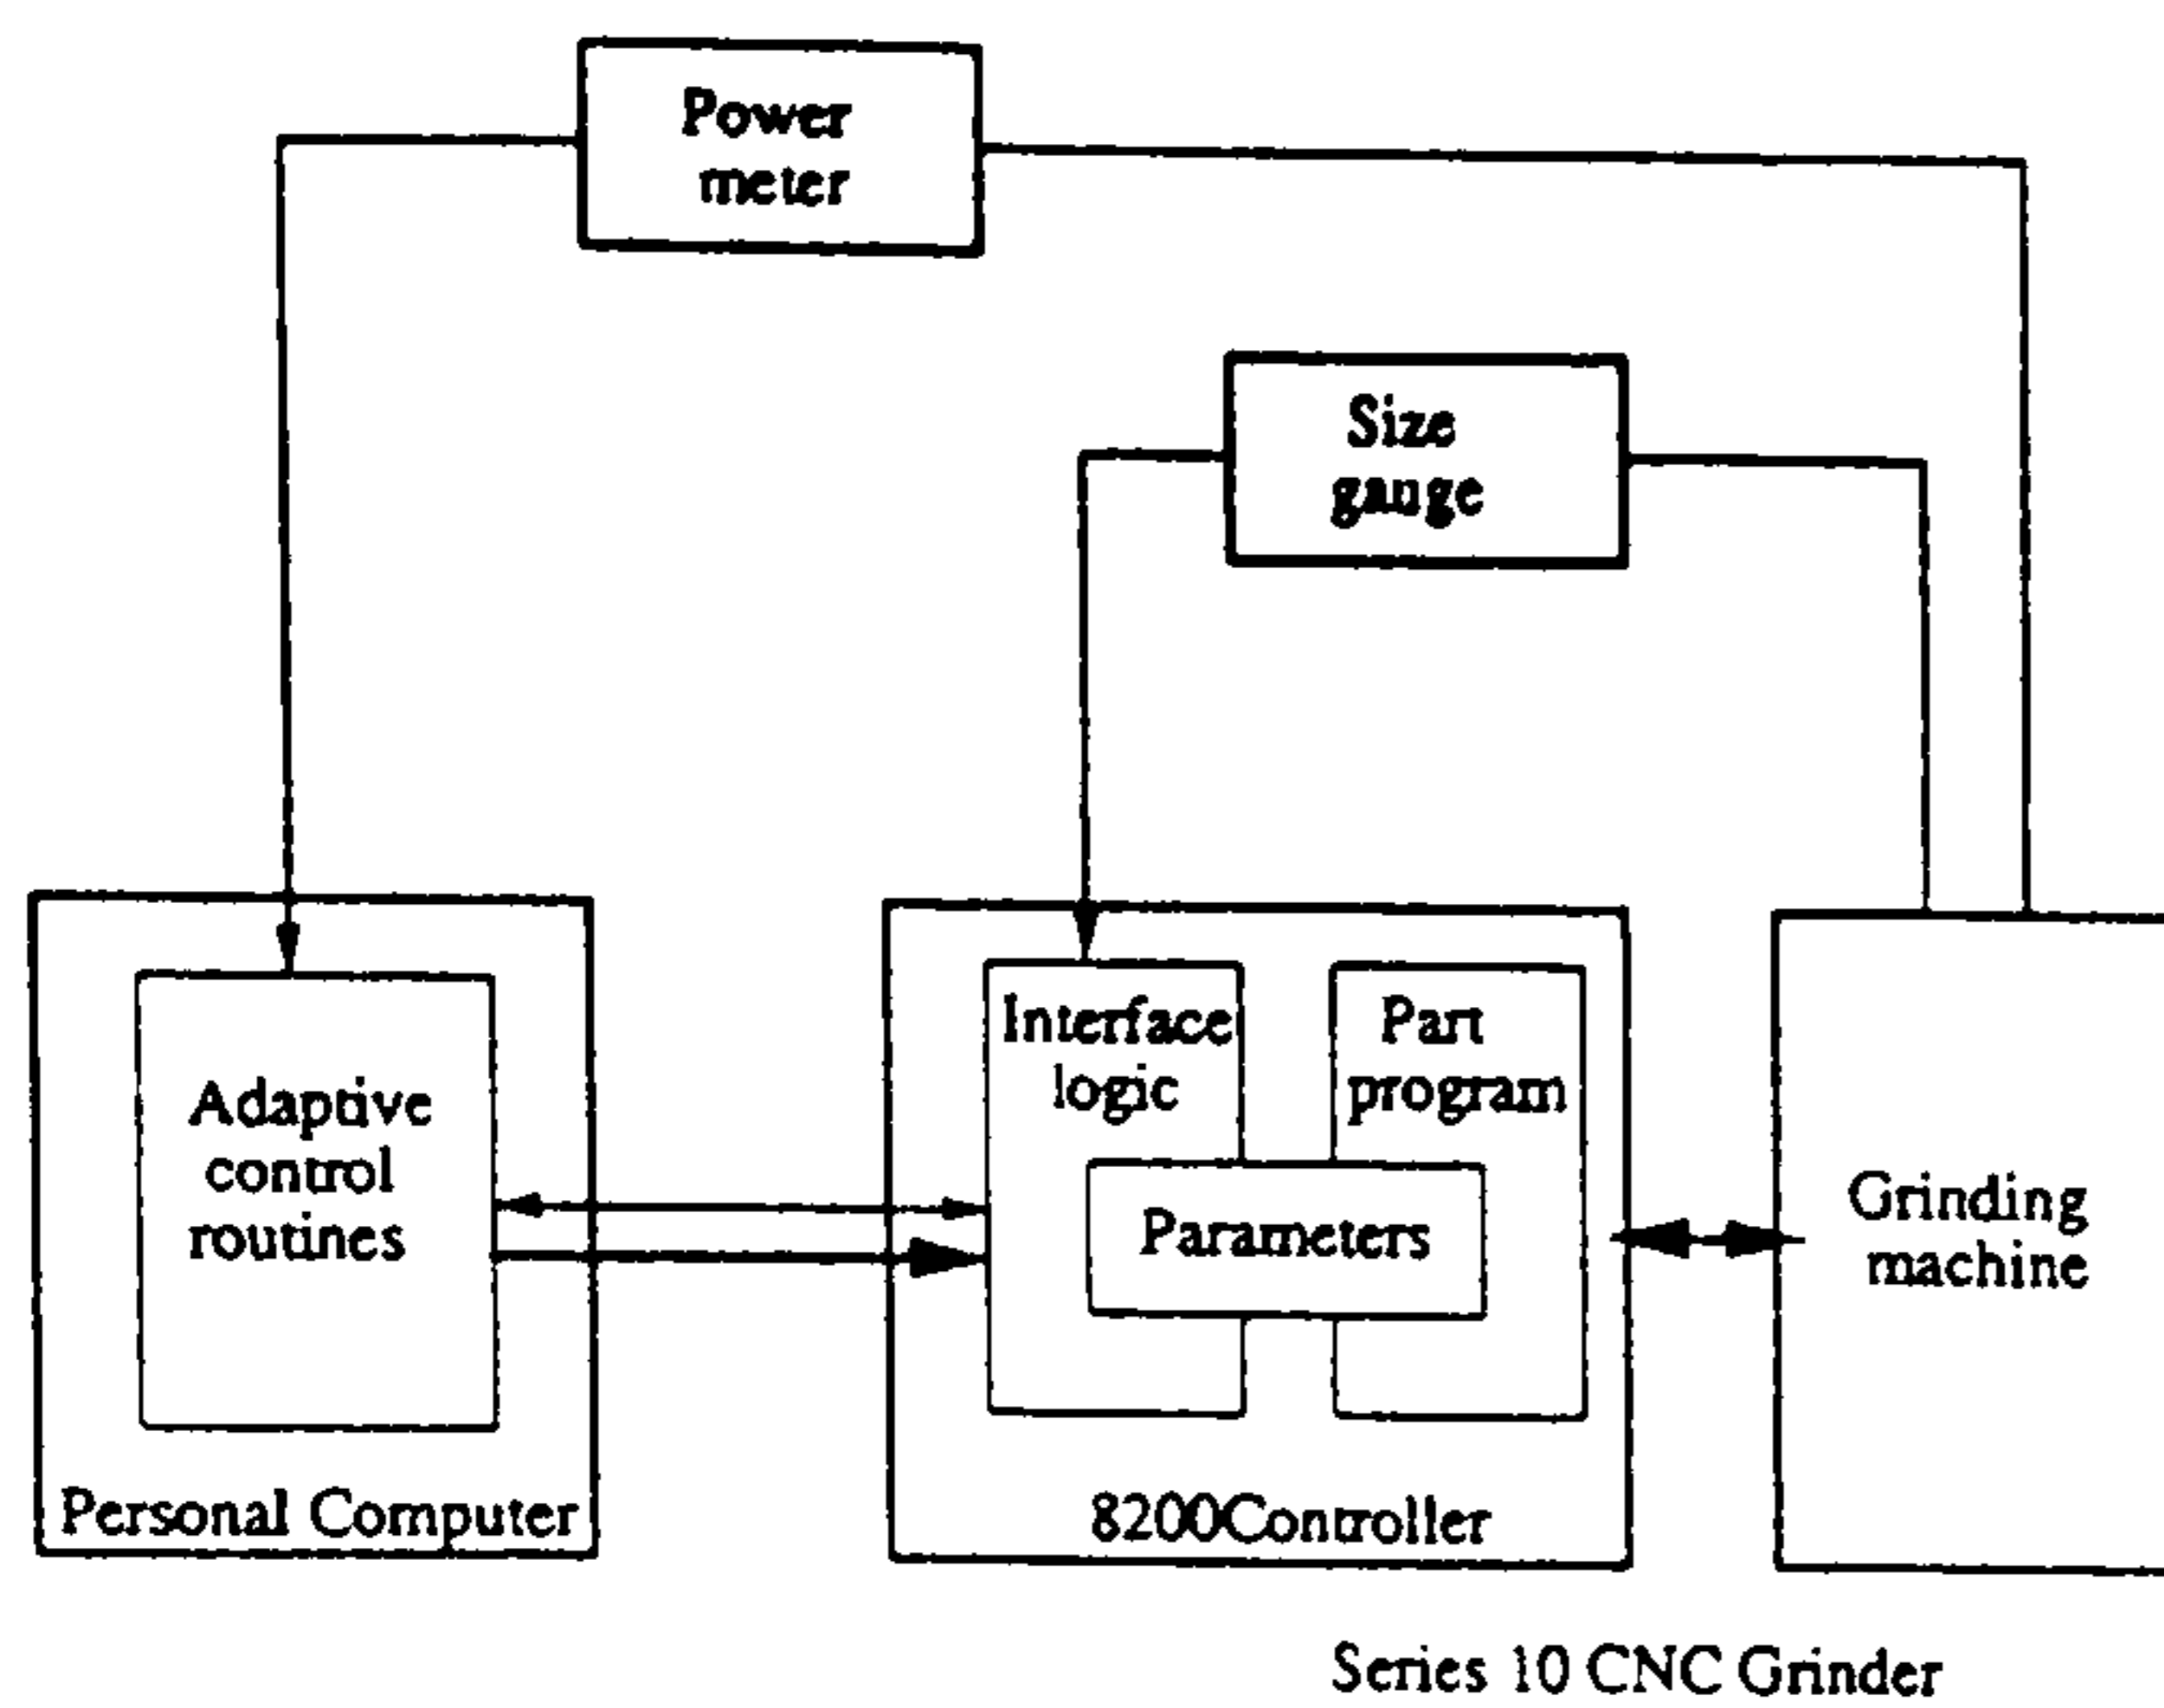 Power
meter
Size
gauge
Interface
logic
Part
program
Adaptive
control
routines
Parameters
Grinding
machine
Personal Computer
8200Controller
Series 10 CNC Grinder